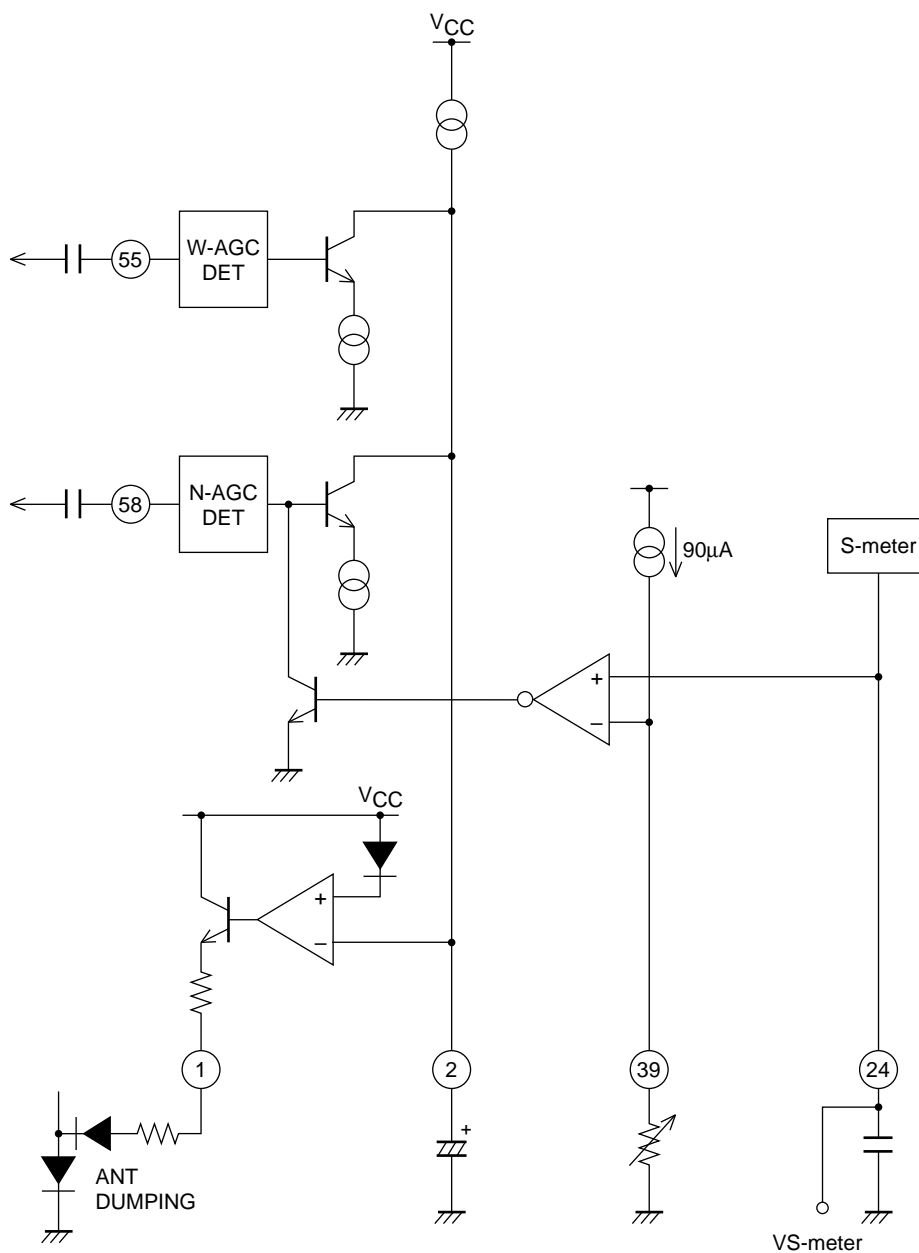 VCC
55
W-AGC
DET
58
N-AGC
DET
90µA
S-meter
+
−
VCC
+
−
1
2
39
24
+
ANT
DUMPING
VS-meter